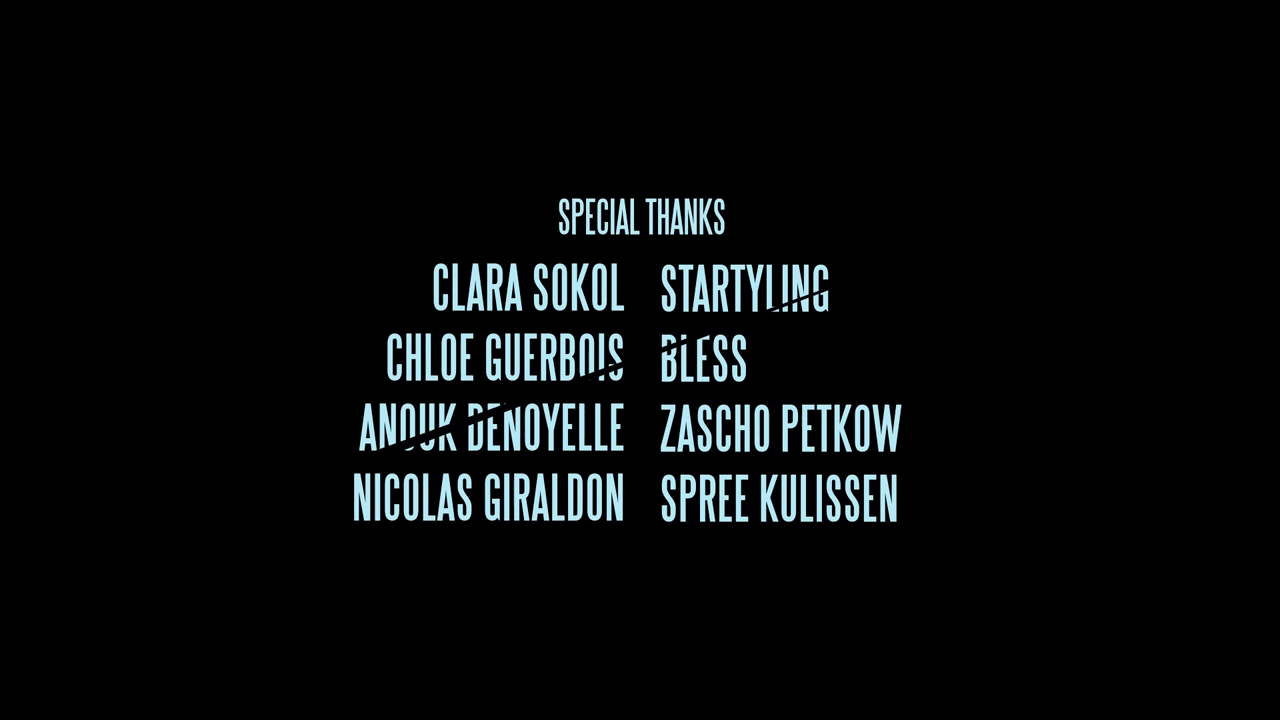 SPECIAL THANKS
CLARA SOKOL STARTYLING
CHLOE GUERBOIS BLESS
ANOUK DENOYELLE ZASCHO PETKOW
NICOLAS GIRALDON SPREE KULISSEN